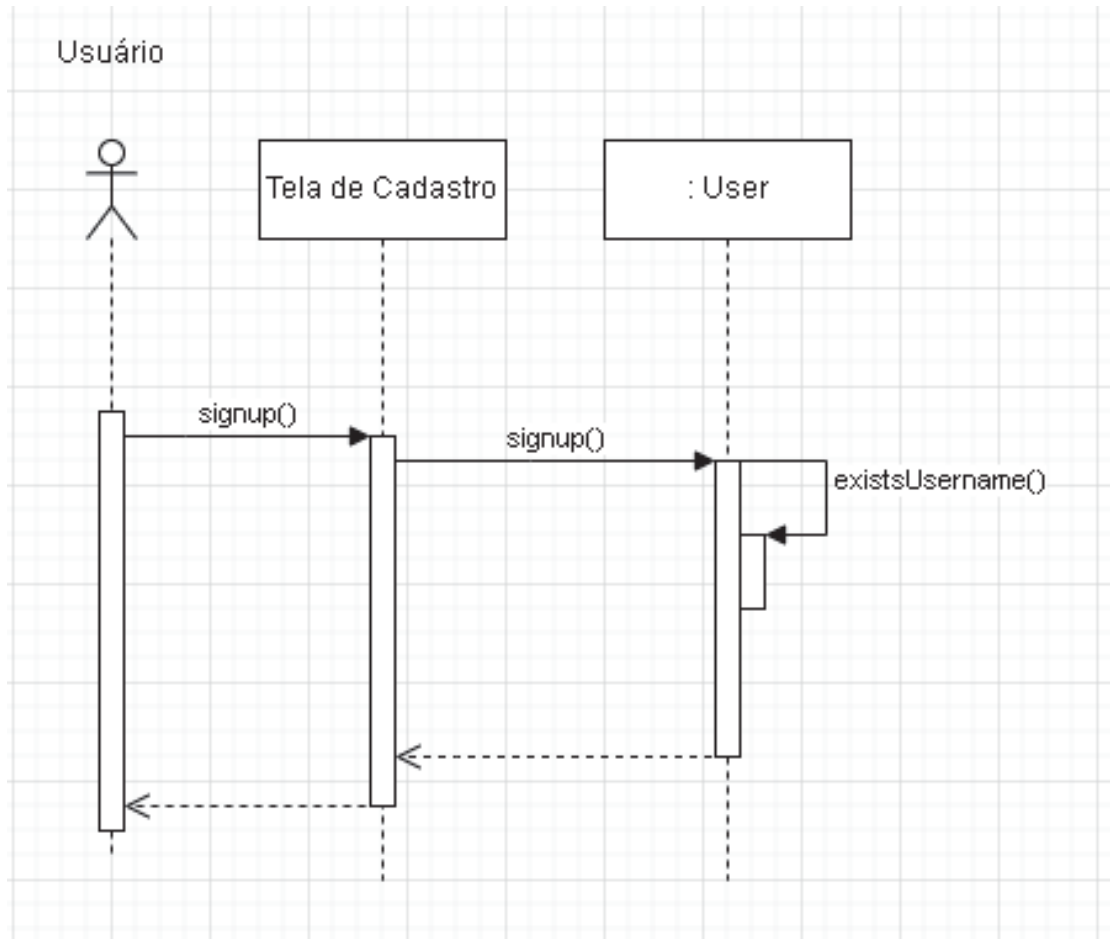 Usuário
Tela de Cadastro
: User
signup()
signup()
existsUsername()